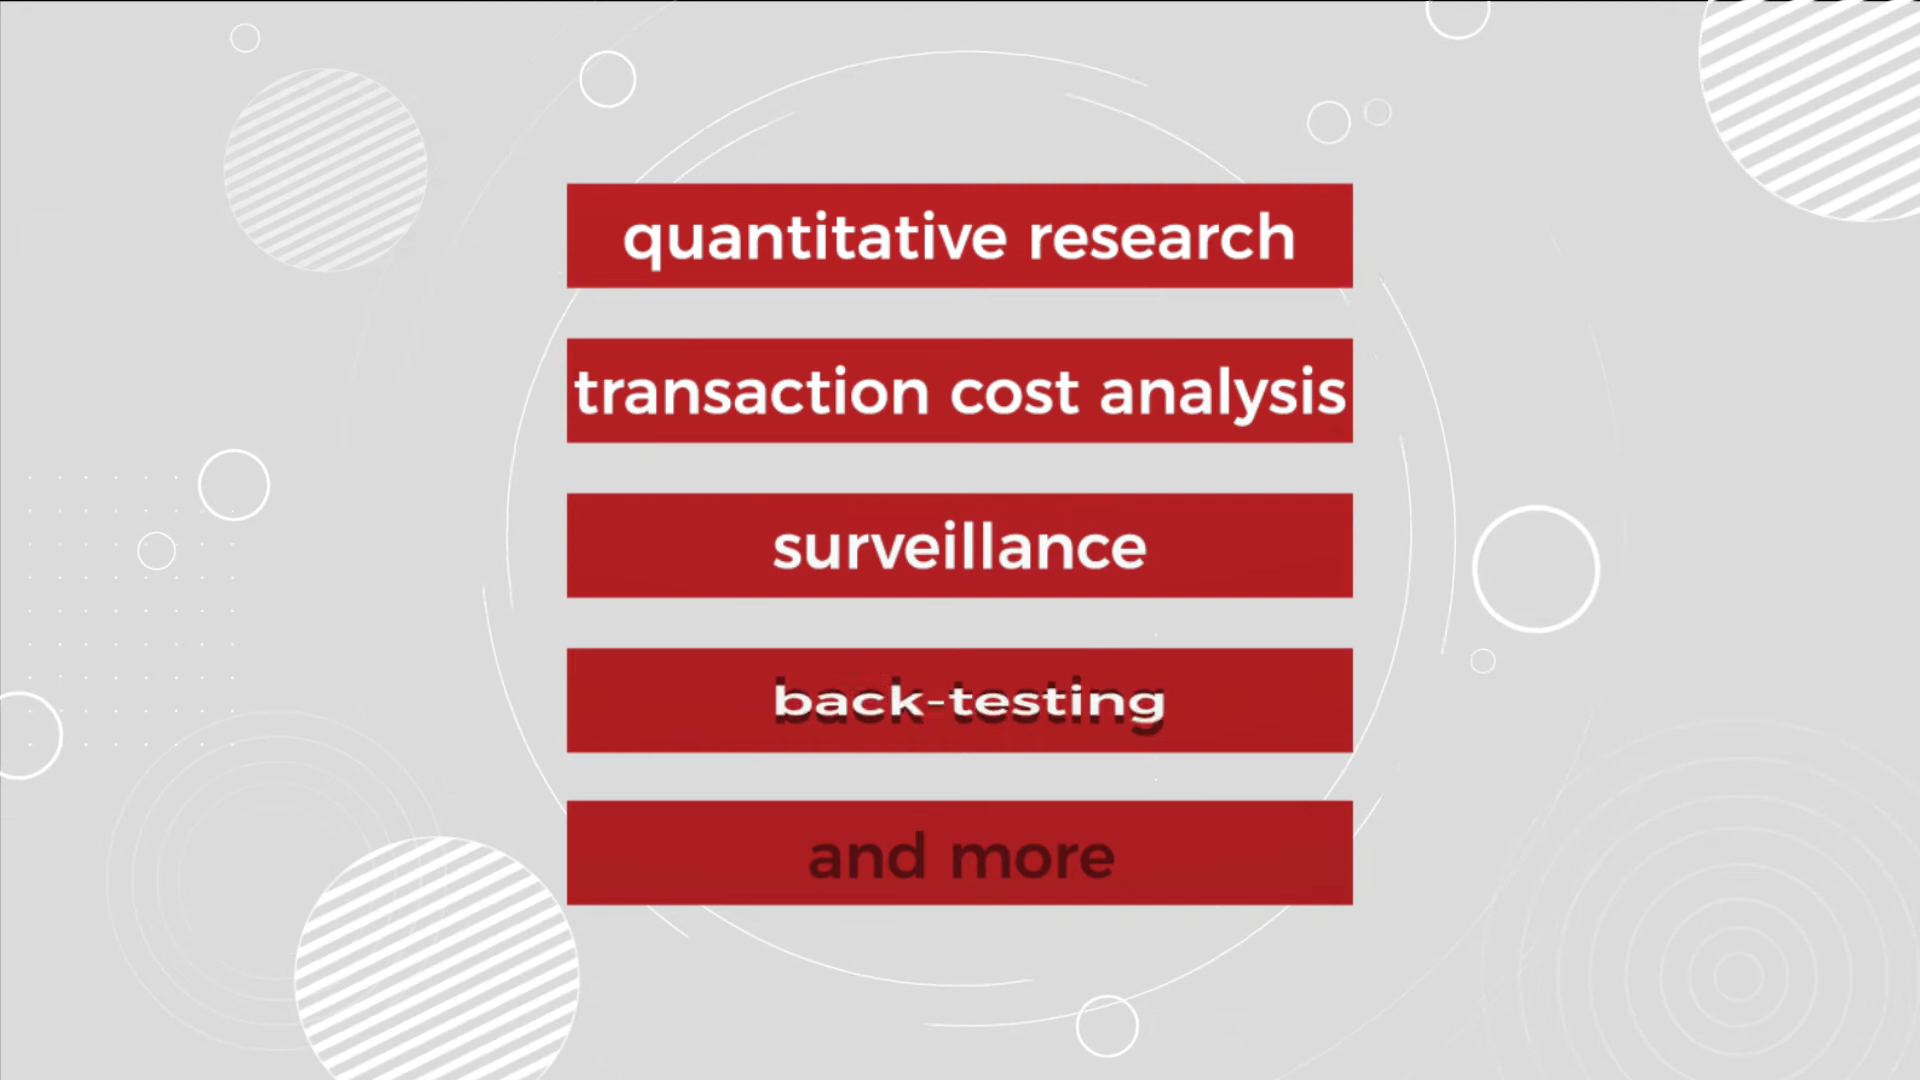 quantitative research
transaction cost analysis
surveillance
back-testing
and more